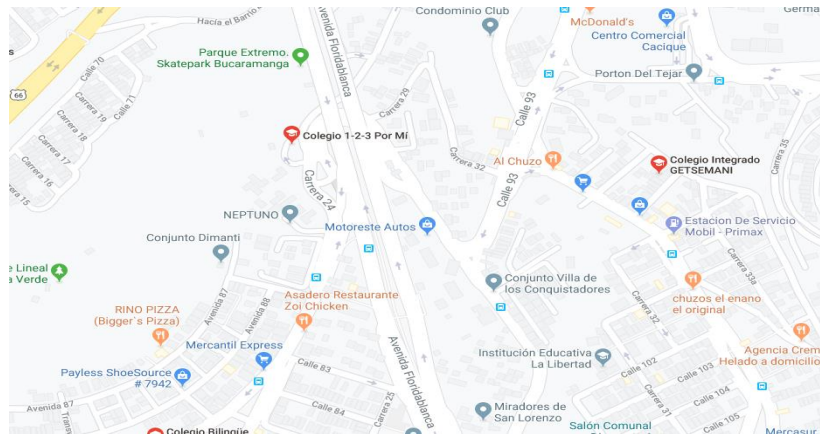 Condominio Club
McDonald's
Germa
Hacía el Barrio
Centro Comercial
Cacique
Parque Extremo.
Skatepark Bucaramanga
Avenida Floridablanca
Calle 70
Calle 71
66
Carrera 19
Carrera 18
Carrera 17
Carrera 16
Carrera 15
Carrera 29
Calle 93
Porton Del Tejar
Carrera 35
Colegio 1-2-3 Por Mí
Carrera 32
Al Chuzo
Colegio Integrado
GETSEMANI
Carrera 24
Calle 93
NEPTUNO
Motoreste Autos
Estacion De Servicio
Mobil - Primax
Conjunto Dimanti
e Lineal
a Verde
Conjunto Villa de
los Conquistadores
Carrera 33a
Avenida 87
Avenida 88
Asadero Restaurante
Zoi Chicken
RINO PIZZA
(Bigger's Pizza)
chuzos el enano
el original
Carrera 32
Mercantil Express
Avenida Floridablanca
Institución Educativa
La Libertad
Agencia Crem
Helado a domicilio
Payless ShoeSource
# 7942
Calle 83
Calle 102
Calle 103
Calle 104
Calle 105
Carrera 31
Avenida 87
Calle 84
Carrera 25
Miradores de
San Lorenzo
Salón Comunal
Colegio Bilingüe
Mercasur